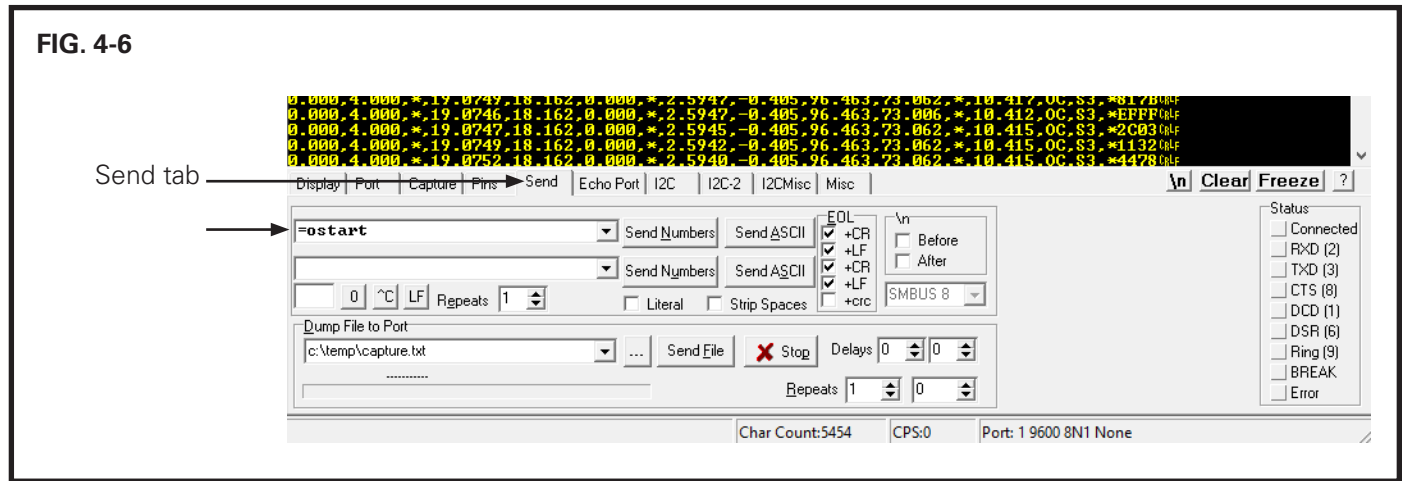 FIG. 4-6
0.000,4.000,*,19.0749,18.162,0.000,*,2.5947,-0.405,96.463,73.062,*,10.417,OC,S3,*817BCRLF
0.000,4.000,*,19.0746,18.162,0.000,*,2.5947,-0.405,96.463,73.006,*,10.412,OC,S3,*EFFFCRLF
0.000,4.000,*,19.0747,18.162,0.000,*,2.5945,-0.405,96.463,73.062,*,10.415,OC,S3,*2C03CRLF
0.000,4.000,*,19.0749,18.162,0.000,*,2.5942,-0.405,96.463,73.062,*,10.415,OC,S3,*1132CRLF
0.000,4.000,*,19.0752,18.162,0.000,*,2.5940,-0.405,96.463,73.062,*,10.415,OC,S3,*4478CRLF
Send tab
Display Port Capture Pins Send Echo Port I2C I2C-2 I2CMisc Misc \n Clear Freeze ?
=ostart Send Numbers Send ASCII
Send Numbers Send ASCII
0 ^C LF Repeats 1 Literal Strip Spaces
EOL
+CR
+LF
+CR
+LF
+crc
\n
Before
After
SMBUS 8
Dump File to Port
c:\temp\capture.txt ... Send File Stop Delays 0 0
Repeats 1 0
Status
Connected
RXD (2)
TXD (3)
CTS (8)
DCD (1)
DSR (6)
Ring (9)
BREAK
Error
Char Count:5454 CPS:0 Port: 1 9600 8N1 None